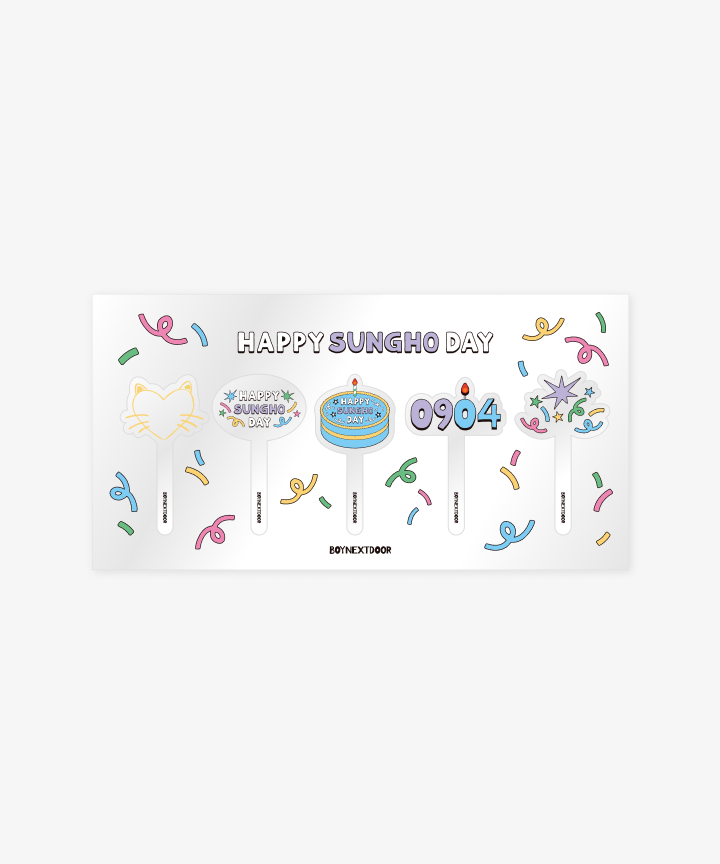 HAPPY SUNGHO DAY
HAPPY
SUNGHO
DAY
HAPPY
SUNGHO
DAY
0904
BOYNEXTDOOR
BOYNEXTDOOR
BOYNEXTDOOR
BOYNEXTDOOR
BOYNEXTDOOR
BOYNEXTDOOR